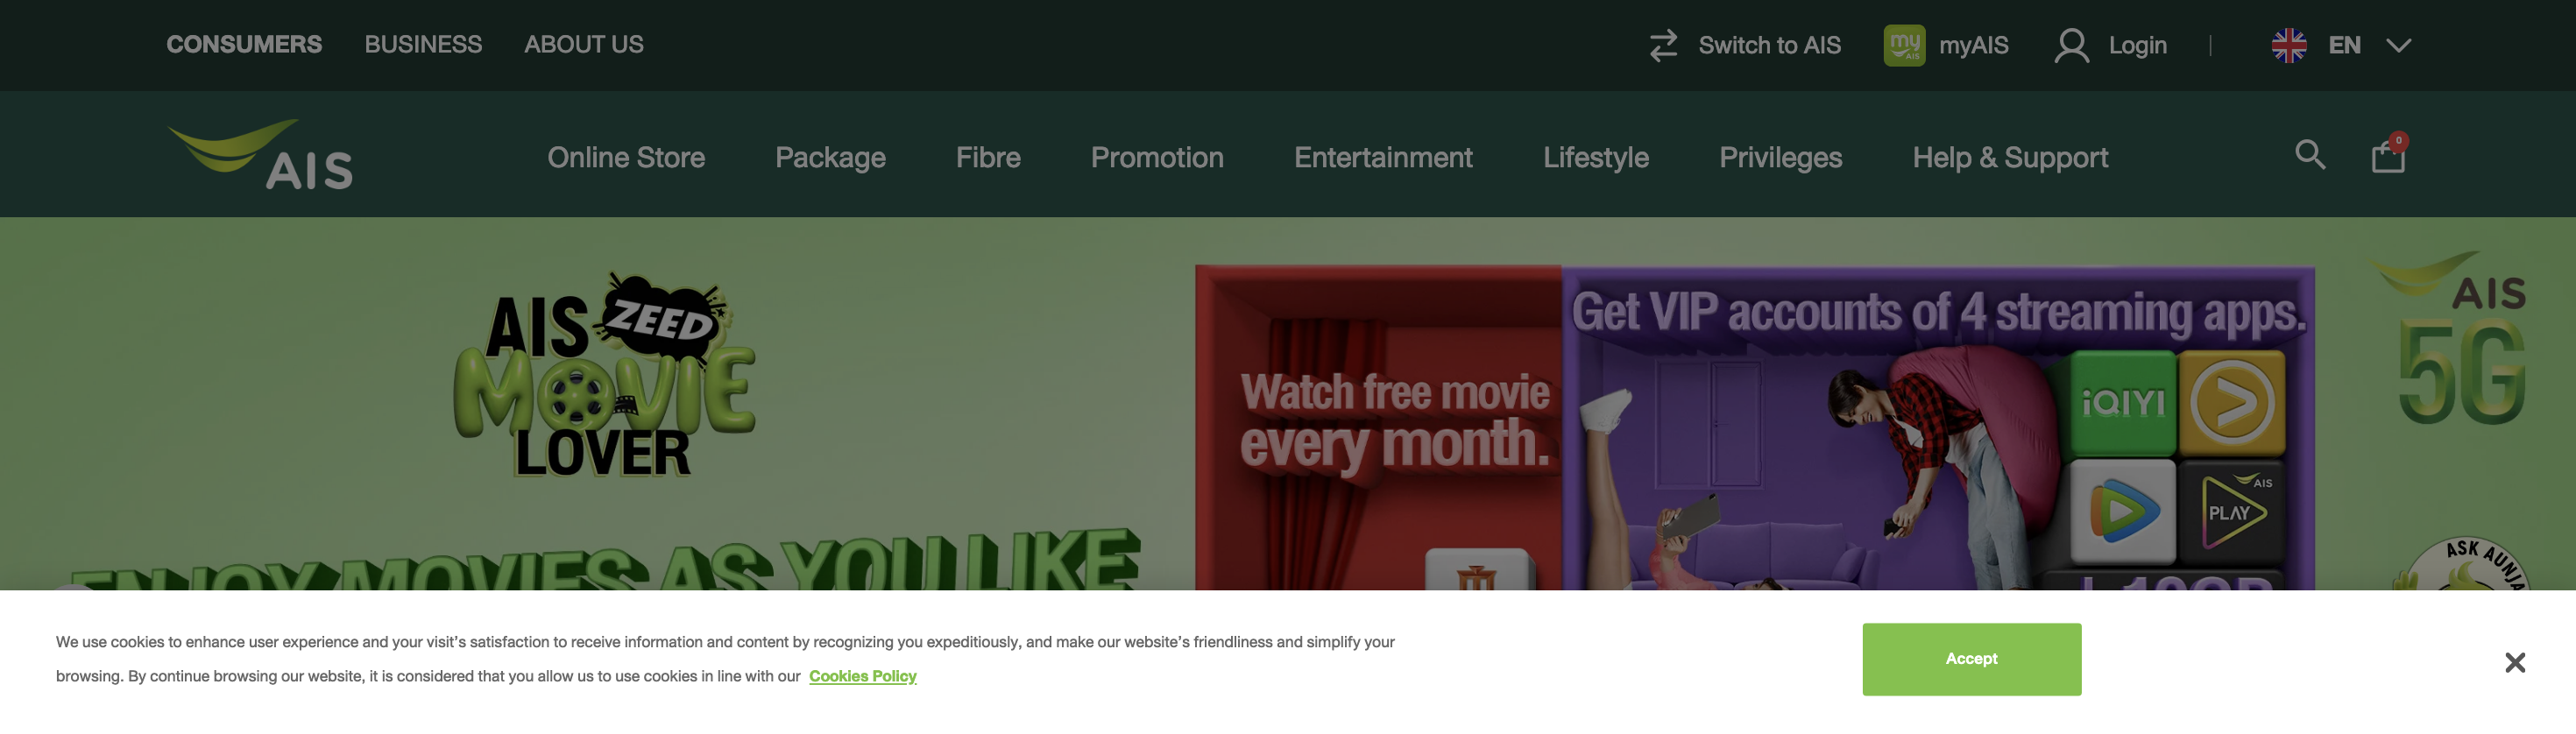 CONSUMERS BUSINESS ABOUT US
Switch to AIS my AIS myAIS Login | EN
AIS
Online Store Package Fibre Promotion Entertainment Lifestyle Privileges Help & Support
0
AIS ZEED
MOVIE
LOVER
ENJOY MOVIES AS YOU LIKE
Watch free movie
every month.
Get VIP accounts of 4 streaming apps.
iQIYI
AIS
PLAY
AIS
5G
ASK AUNJA
We use cookies to enhance user experience and your visit's satisfaction to receive information and content by recognizing you expeditiously, and make our website's friendliness and simplify your
browsing. By continue browsing our website, it is considered that you allow us to use cookies in line with our Cookies Policy
Accept